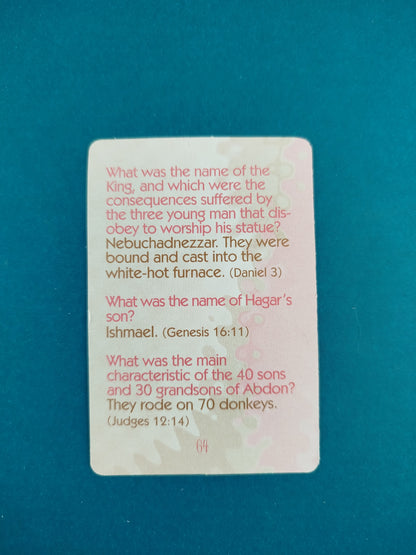 What was the name of the
King, and which were the
consequences suffered by
the three young man that dis-
obey to worship his statue?
Nebuchadnezzar. They were
bound and cast into the
white-hot furnace. (Daniel 3)
What was the name of Hagar's
son?
Ishmael. (Genesis 16:11)
What was the main
characteristic of the 40 sons
and 30 grandsons of Abdon?
They rode on 70 donkeys.
(Judges 12:14)
64